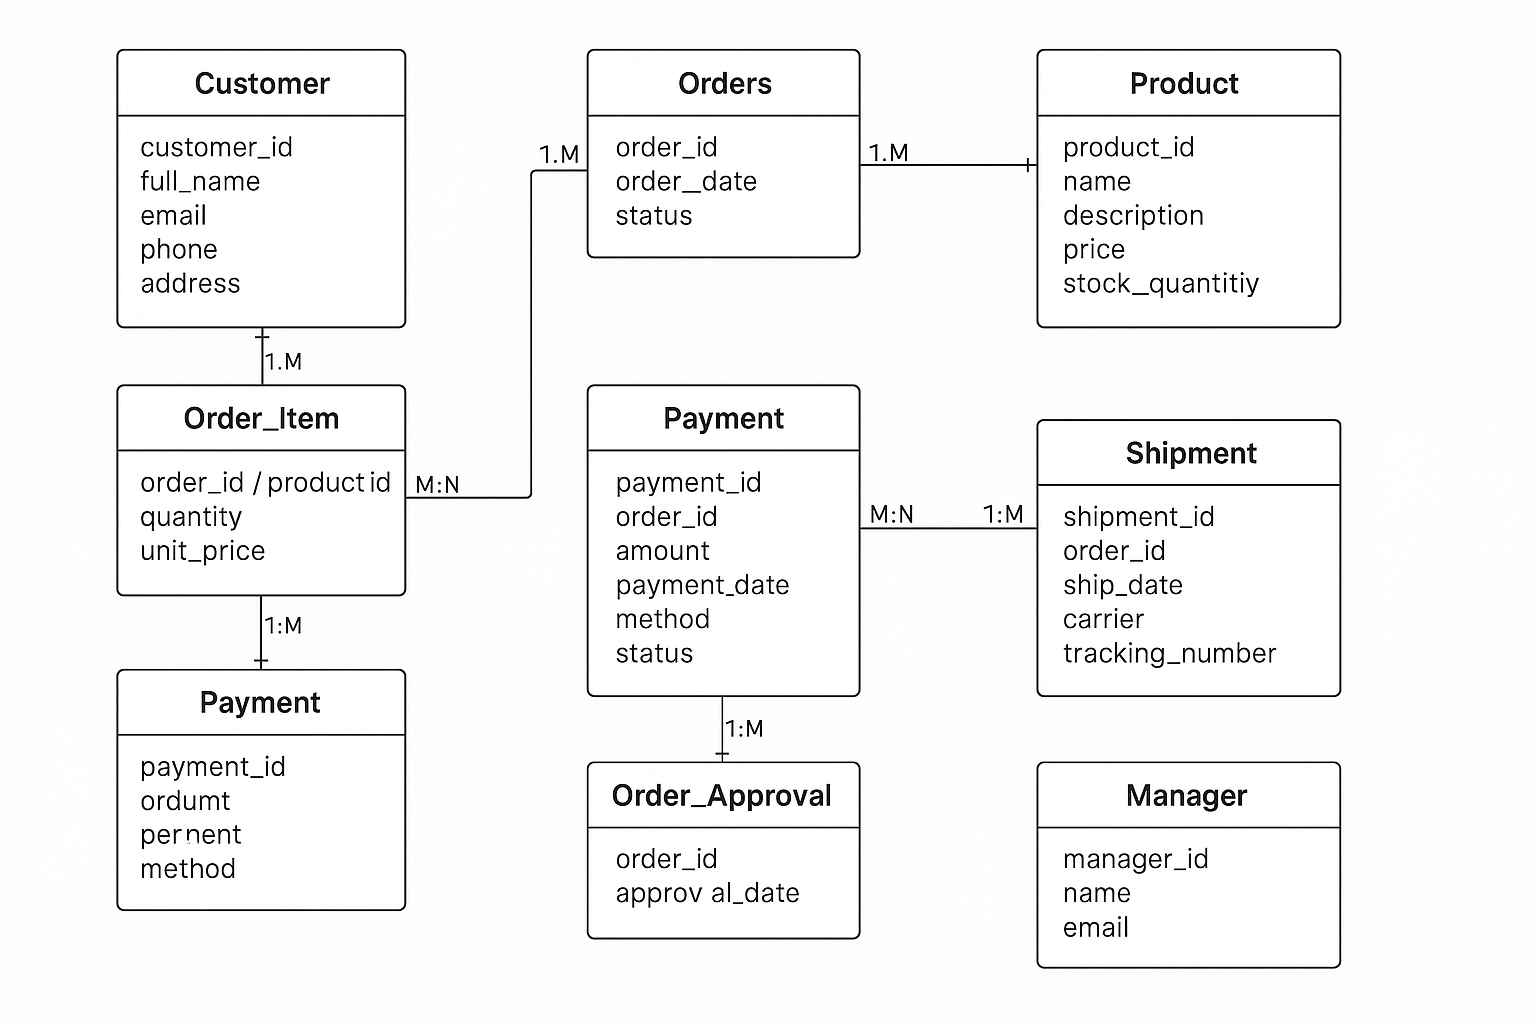 Customer
customer_id
full_name
email
phone
address
1.M
Orders
order_id
order_date
status
1.M
1.M
Product
product_id
name
description
price
stock_quantitiy
Order_Item
order_id / product id
quantity
unit_price
M:N
1:M
Payment
payment_id
order_id
amount
payment_date
method
status
M:N
1:M
1:M
Shipment
shipment_id
order_id
ship_date
carrier
tracking_number
Payment
payment_id
ordumt
pernent
method
Order_Approval
order_id
approv al_date
Manager
manager_id
name
email